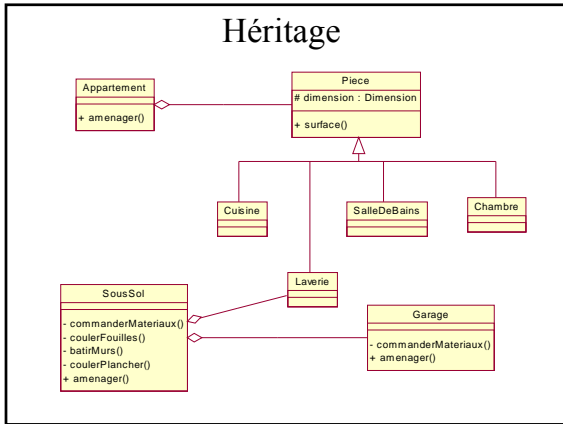 Héritage
Appartement
+ amenager()
Piece
# dimension : Dimension
+ surface()
Cuisine
SalleDeBains
Chambre
Laverie
SousSol
- commanderMateriaux()
- coulerFouilles()
- batirMurs()
- coulerPlancher()
+ amenager()
Garage
- commanderMateriaux()
+ amenager()